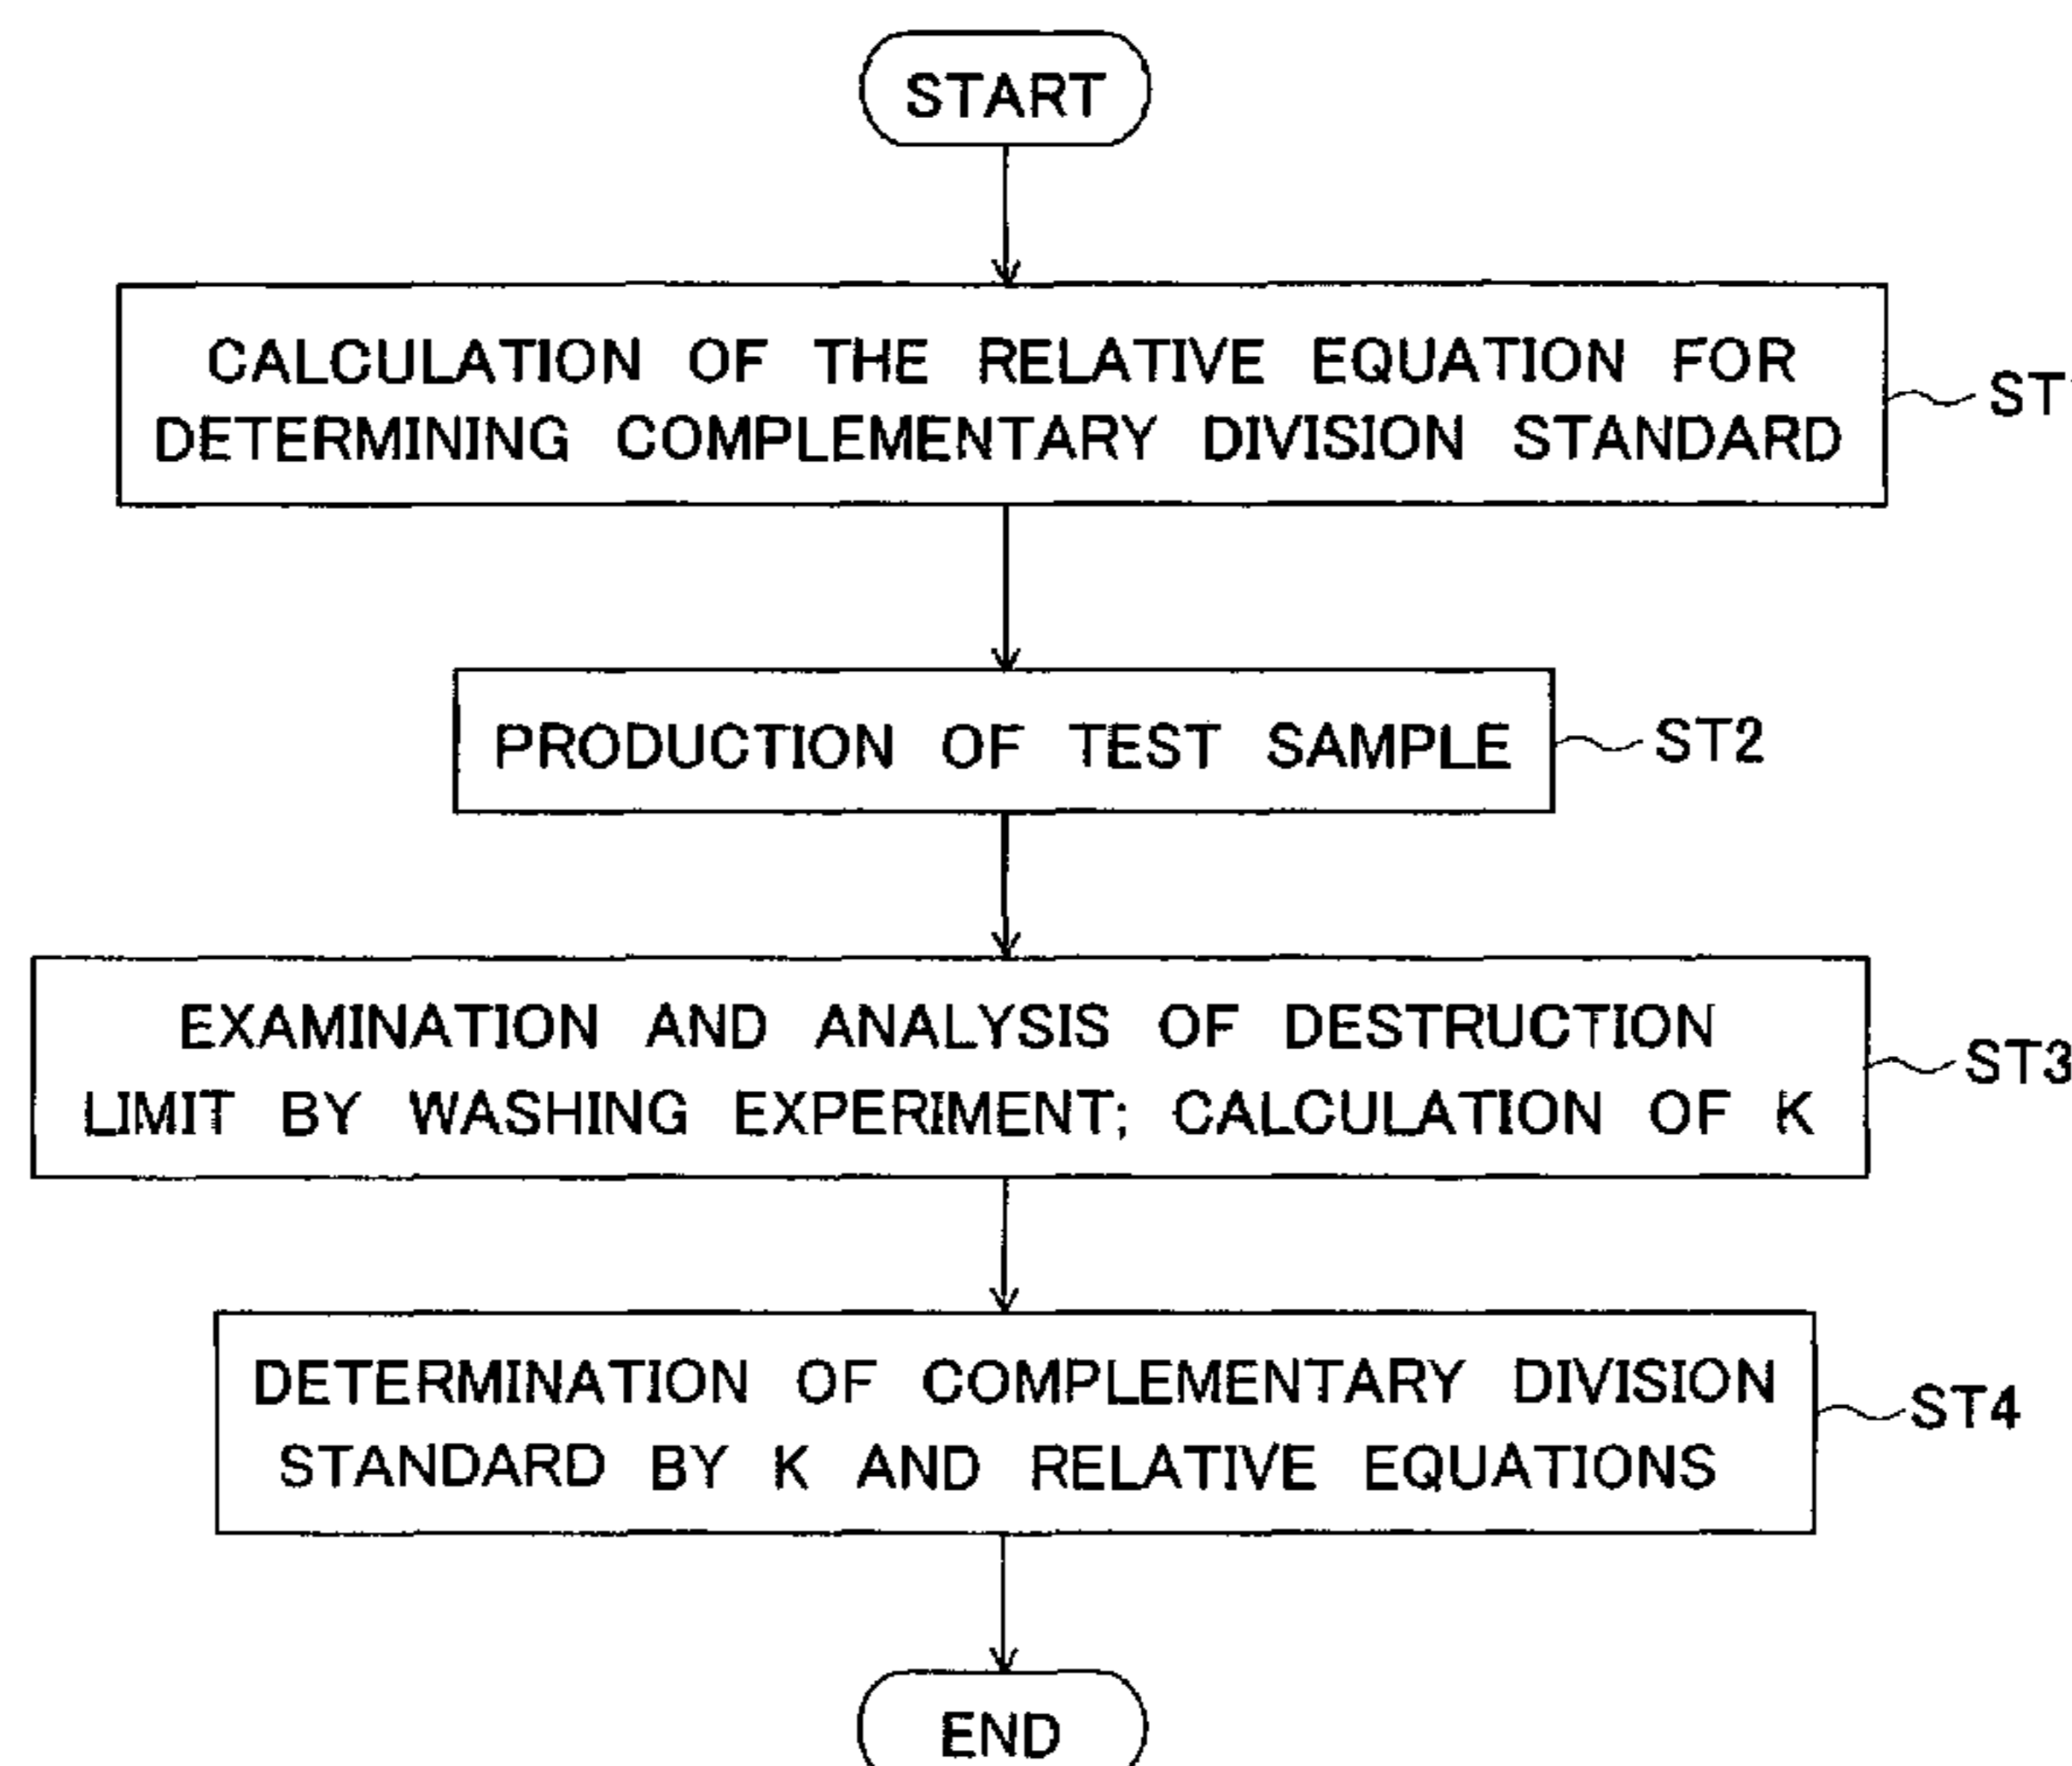 START
CALCULATION OF THE RELATIVE EQUATION FOR
DETERMINING COMPLEMENTARY DIVISION STANDARD
ST
PRODUCTION OF TEST SAMPLE
ST2
EXAMINATION AND ANALYSIS OF DESTRUCTION
LIMIT BY WASHING EXPERIMENT; CALCULATION OF K
ST3
DETERMINATION OF COMPLEMENTARY DIVISION
STANDARD BY K AND RELATIVE EQUATIONS
ST4
END